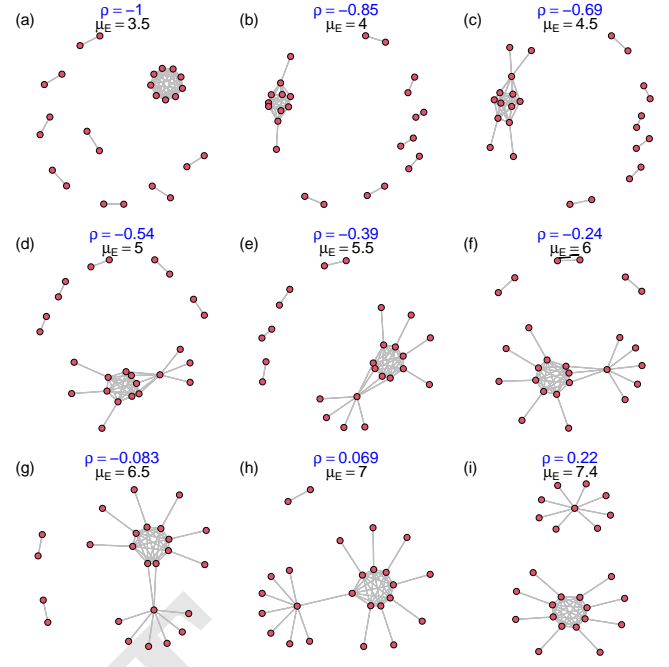 (a) ρ = −1
μE = 3.5
(b) ρ = −0.85
μE = 4
(c) ρ = −0.69
μE = 4.5
(d) ρ = −0.54
μE = 5
(e) ρ = −0.39
μE = 5.5
(f) ρ = −0.24
μE = 6
(g) ρ = −0.083
μE = 6.5
(h) ρ = 0.069
μE = 7
(i) ρ = 0.22
μE = 7.4